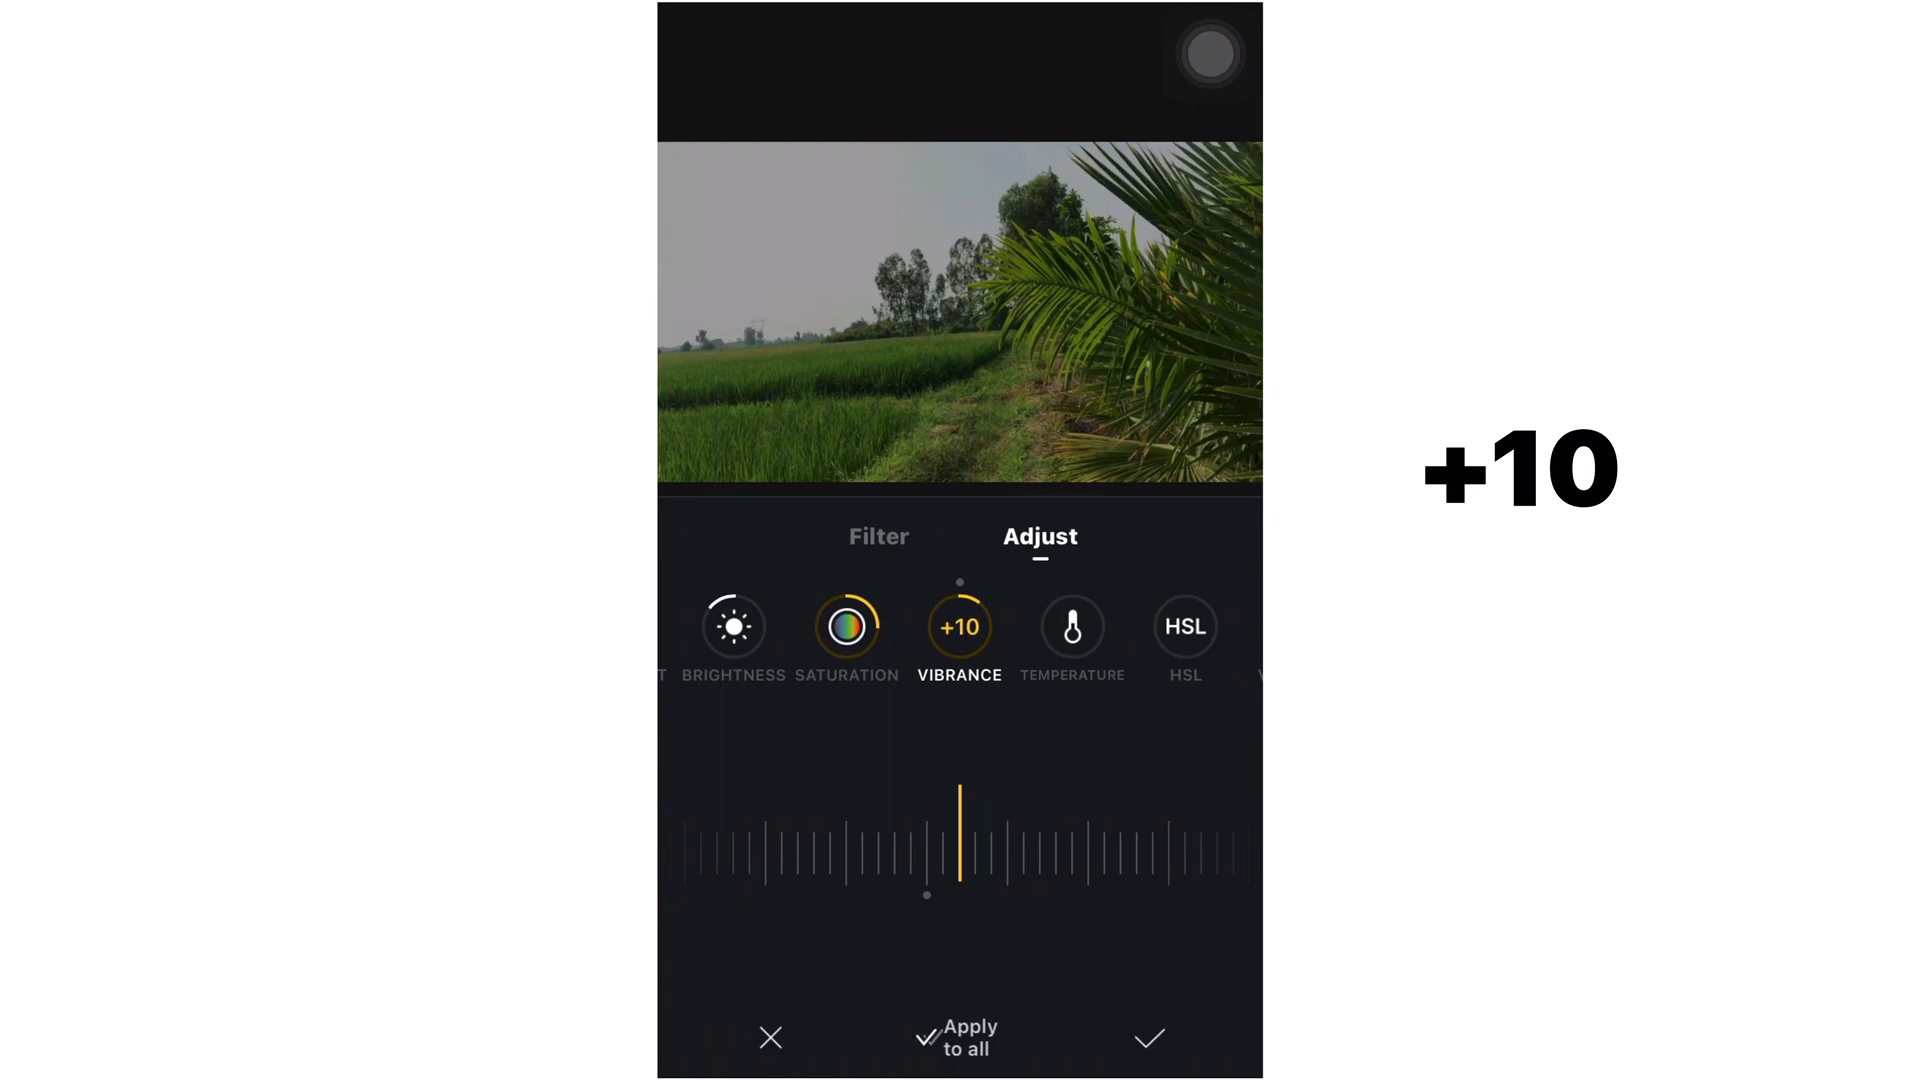 +10
Filter Adjust
+10 HSL
BRIGHTNESS SATURATION VIBRANCE TEMPERATURE HSL
Apply
to all